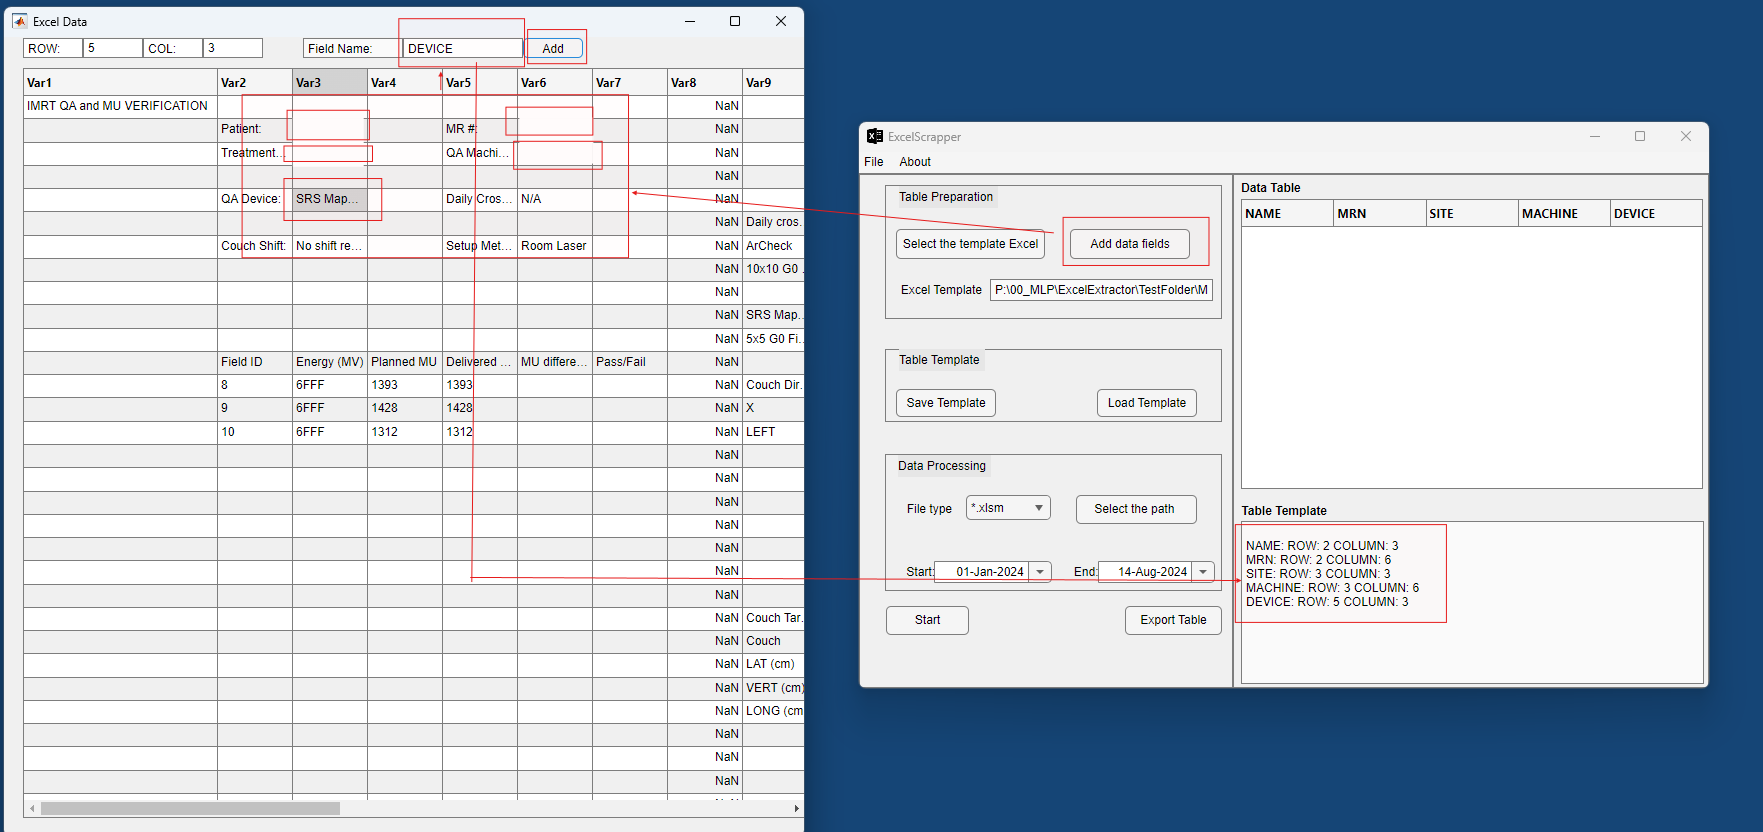 Excel Data
ROW: 5 COL: 3 Field Name: DEVICE Add
Var1 Var2 Var3 Var4 Var5 Var6 Var7 Var8 Var9
IMRT QA and MU VERIFICATION NaN
Patient: MR #: NaN
Treatment... QA Machi... NaN
NaN
QA Device: SRS Map... Daily Cros... N/A NaN
NaN Daily cros.
Couch Shift: No shift re... Setup Met... Room Laser NaN ArCheck
NaN 10x10 G0 .
NaN
NaN SRS Map..
NaN 5x5 G0 Fi..
Field ID Energy (MV) Planned MU Delivered ... MU differe... Pass/Fail NaN
8 6FFF 1393 1393 NaN Couch Dir.
9 6FFF 1428 1428 NaN X
10 6FFF 1312 1312 NaN LEFT
NaN
NaN
NaN
NaN
NaN
NaN
NaN
NaN Couch Tar.
NaN Couch
NaN LAT (cm)
NaN VERT (cm)
NaN LONG (cm
NaN
NaN
NaN
ExcelScrapper
File About
Table Preparation
Select the template Excel Add data fields
Excel Template P:\00_MLP\ExcelExtractor\TestFolder\M
Table Template
Save Template Load Template
Data Processing
File type *.xlsm Select the path
Start: 01-Jan-2024 End: 14-Aug-2024
Start Export Table
Data Table
NAME MRN SITE MACHINE DEVICE
Table Template
NAME: ROW: 2 COLUMN: 3
MRN: ROW: 2 COLUMN: 6
SITE: ROW: 3 COLUMN: 3
MACHINE: ROW: 3 COLUMN: 6
DEVICE: ROW: 5 COLUMN: 3